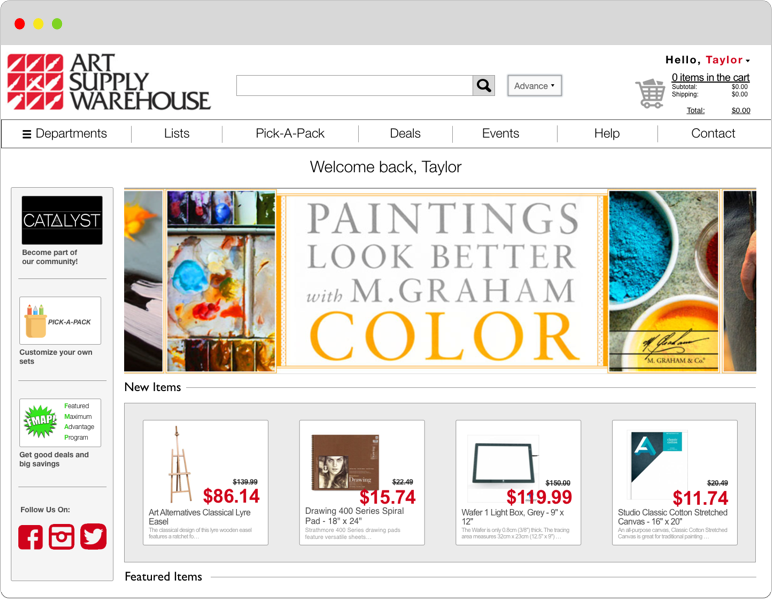 ART
SUPPLY
WAREHOUSE
Advance
Hello, Taylor
0 items in the cart
Subtotal: $0.00
Shipping: $0.00
Total: $0.00
Departments
Lists
Pick-A-Pack
Deals
Events
Help
Contact
Welcome back, Taylor
CATALYST
Become part of
our community!
PICK-A-PACK
Customize your own
sets
FMAP!
Featured
Maximum
Advantage
Program
Get good deals and
big savings
Follow Us On:
PAINTINGS
LOOK BETTER
with M. GRAHAM
COLOR
M. Graham
M. GRAHAM & Co.
New Items
$139.99
$86.14
Art Alternatives Classical Lyre
Easel
The classical design of this lyre wooden easel
features a ratchet fo...
Drawing
$22.49
$15.74
Drawing 400 Series Spiral
Pad - 18" x 24"
Strathmore 400 Series drawing pads
feature versatile sheets...
$150.00
$119.99
Wafer 1 Light Box, Grey - 9" x
12"
The Wafer is only 0.8cm (3/8") thick. The tracing
area measures 32cm x 23cm (12.5" x 9") ...
$20.49
$11.74
Studio Classic Cotton Stretched
Canvas - 16" x 20"
An all-purpose canvas, Classic Cotton Stretched
Canvas is great for traditional painting ...
Featured Items